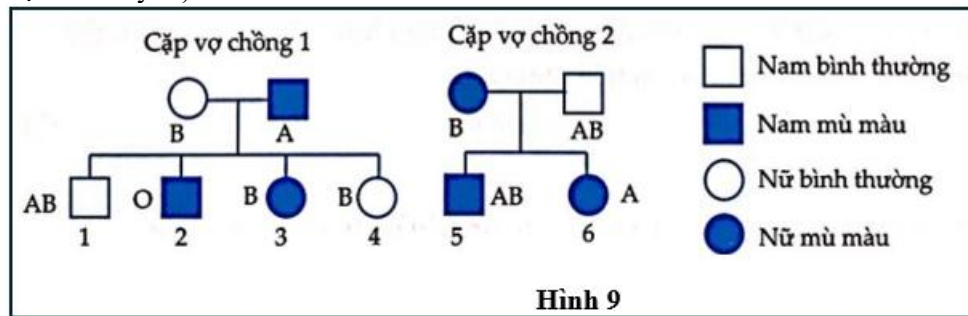 Cặp vợ chồng 1
Cặp vợ chồng 2
B
A
B
AB
AB
O
B
B
AB
A
1
2
3
4
5
6
Nam bình thường
Nam mù màu
Nữ bình thường
Nữ mù màu
Hình 9